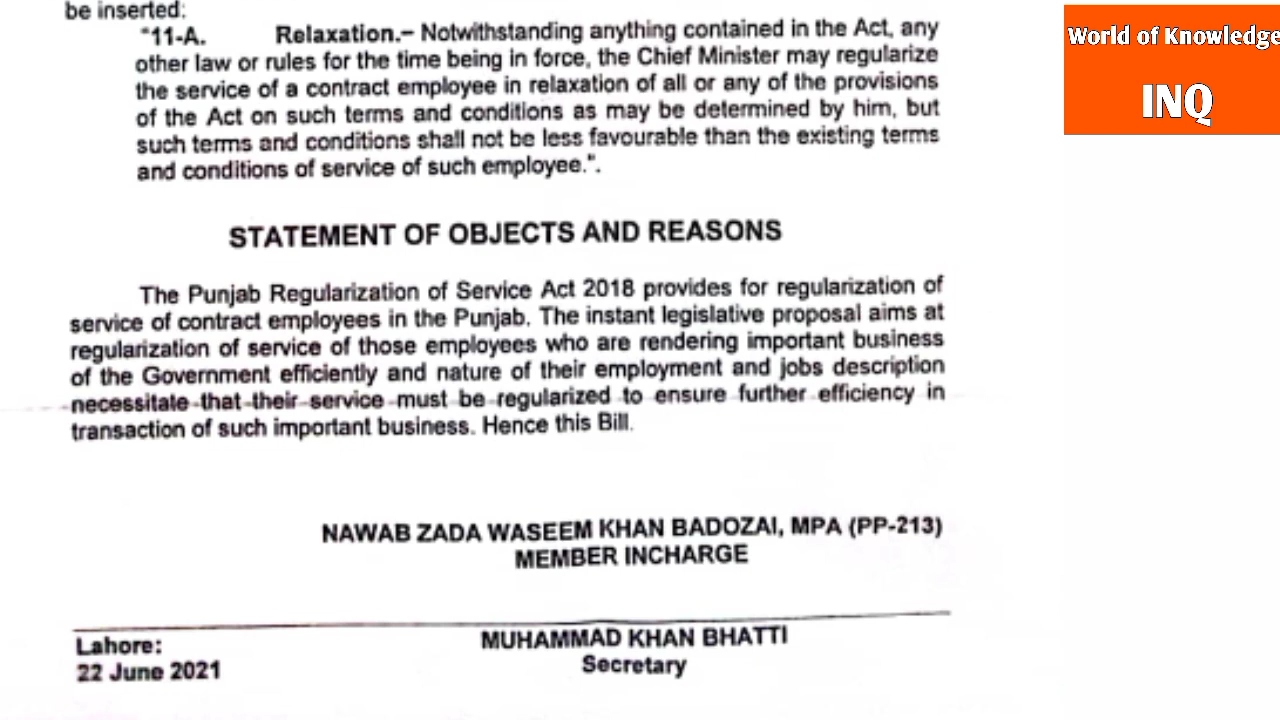 be inserted:
"11-A. Relaxation.– Notwithstanding anything contained in the Act, any
other law or rules for the time being in force, the Chief Minister may regularize
the service of a contract employee in relaxation of all or any of the provisions
of the Act on such terms and conditions as may be determined by him, but
such terms and conditions shall not be less favourable than the existing terms
and conditions of service of such employee.".
STATEMENT OF OBJECTS AND REASONS
The Punjab Regularization of Service Act 2018 provides for regularization of
service of contract employees in the Punjab. The instant legislative proposal aims at
regularization of service of those employees who are rendering important business
of the Government efficiently and nature of their employment and jobs description
necessitate that their service must be regularized to ensure further efficiency in
transaction of such important business. Hence this Bill.
NAWAB ZADA WASEEM KHAN BADOZAI, MPA (PP-213)
MEMBER INCHARGE
Lahore:
22 June 2021
MUHAMMAD KHAN BHATTI
Secretary
World of Knowledge
INQ